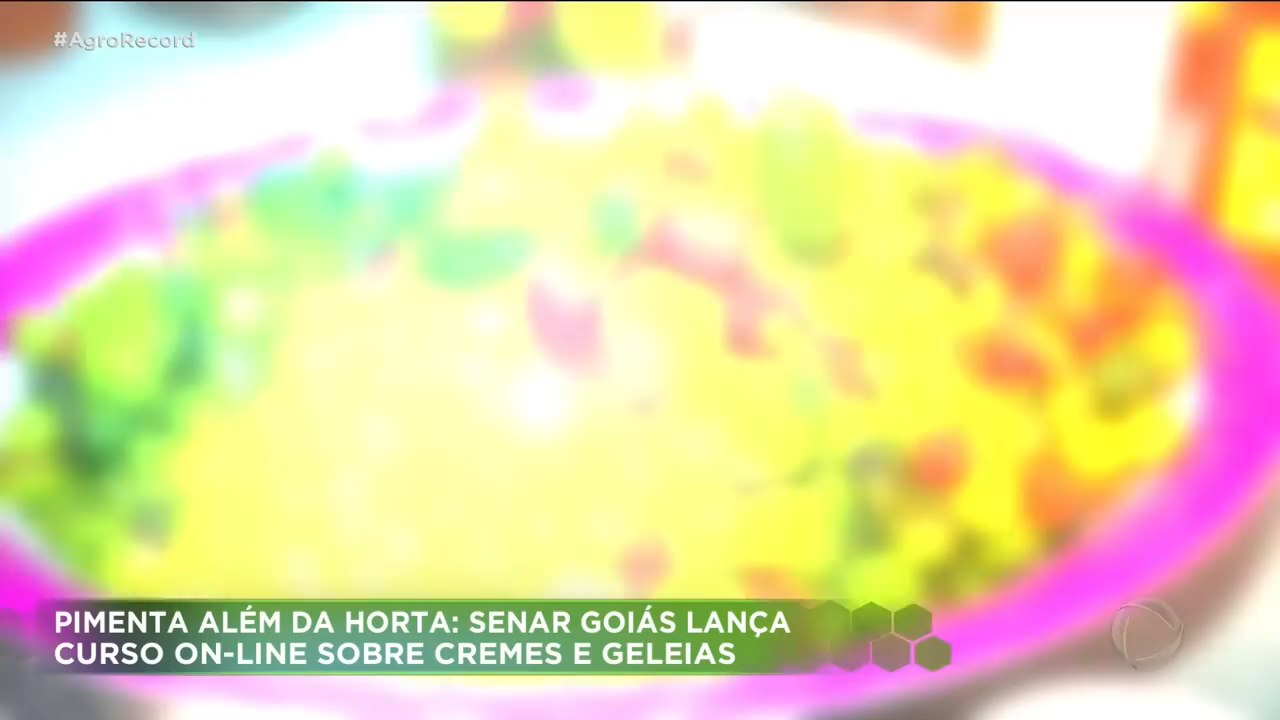 #AgroRecord
PIMENTA ALÉM DA HORTA: SENAR GOIÁS LANÇA
CURSO ON-LINE SOBRE CREMES E GELEIAS